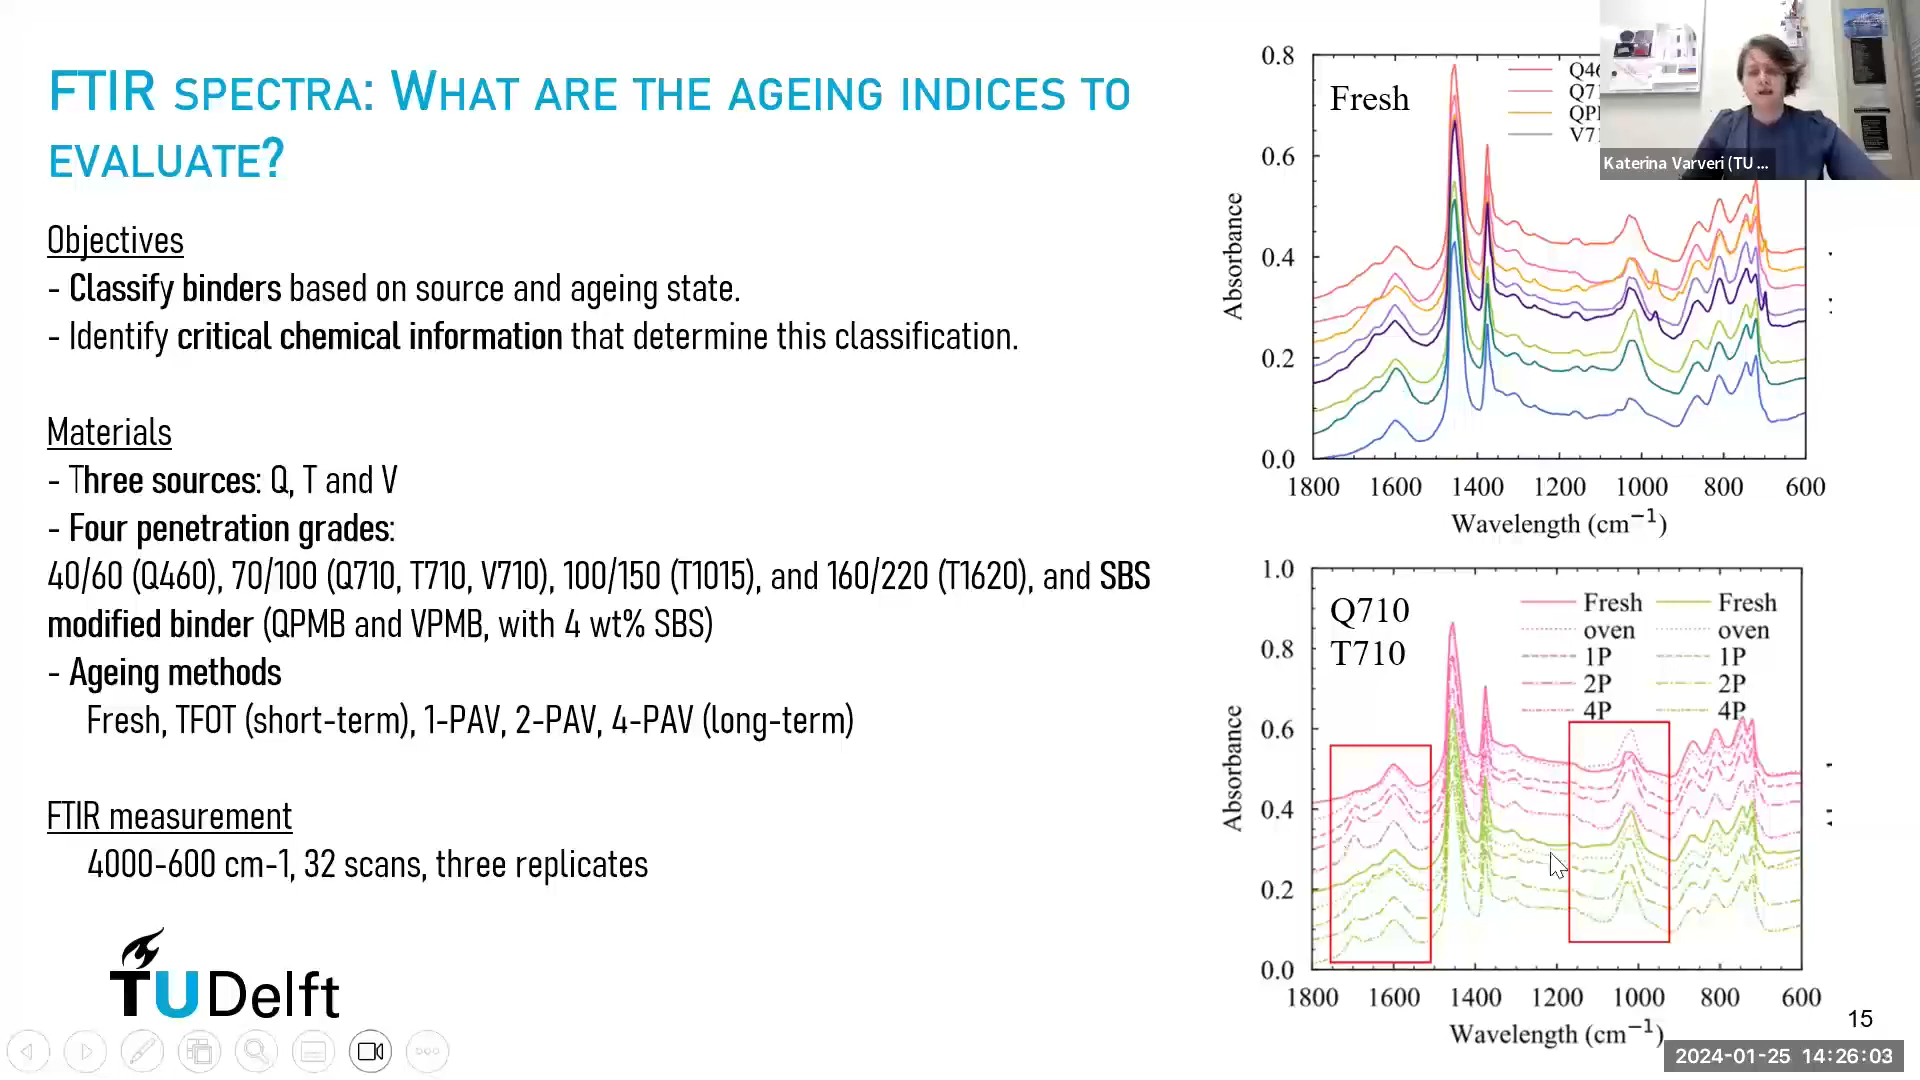 FTIR SPECTRA: WHAT ARE THE AGEING INDICES TO
EVALUATE?
Objectives
- Classify binders based on source and ageing state.
- Identify critical chemical information that determine this classification.
Materials
- Three sources: Q, T and V
- Four penetration grades:
40/60 (Q460), 70/100 (Q710, T710, V710), 100/150 (T1015), and 160/220 (T1620), and SBS
modified binder (QPMB and VPMB, with 4 wt% SBS)
- Ageing methods
Fresh, TFOT (short-term), 1-PAV, 2-PAV, 4-PAV (long-term)
FTIR measurement
4000-600 cm-1, 32 scans, three replicates
TUDelft
Fresh
Absorbance
0.8
0.6
0.4
0.2
0.0
1800 1600 1400 1200 1000 800 600
Wavelength (cm⁻¹)
Katerina Varveri (TU ...
Q710
T710
Fresh Fresh
oven oven
1P 1P
2P 2P
4P 4P
Absorbance
1.0
0.8
0.6
0.4
0.2
0.0
1800 1600 1400 1200 1000 800 600
Wavelength (cm⁻¹)
15
2024-01-25 14:26:03